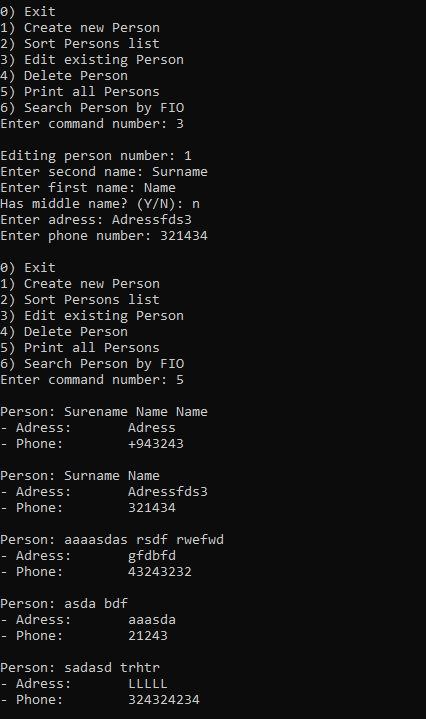 0) Exit
1) Create new Person
2) Sort Persons list
3) Edit existing Person
4) Delete Person
5) Print all Persons
6) Search Person by FIO
Enter command number: 3

Editing person number: 1
Enter second name: Surname
Enter first name: Name
Has middle name? (Y/N): n
Enter adress: Adressfds3
Enter phone number: 321434

0) Exit
1) Create new Person
2) Sort Persons list
3) Edit existing Person
4) Delete Person
5) Print all Persons
6) Search Person by FIO
Enter command number: 5

Person: Surename Name Name
- Adress:       Adress
- Phone:        +943243

Person: Surname Name
- Adress:       Adressfds3
- Phone:        321434

Person: aaaasdas rsdf rwefwd
- Adress:       gfdbfd
- Phone:        43243232

Person: asda bdf
- Adress:       aaasda
- Phone:        21243

Person: sadasd trhtr
- Adress:       LLLLL
- Phone:        324324234